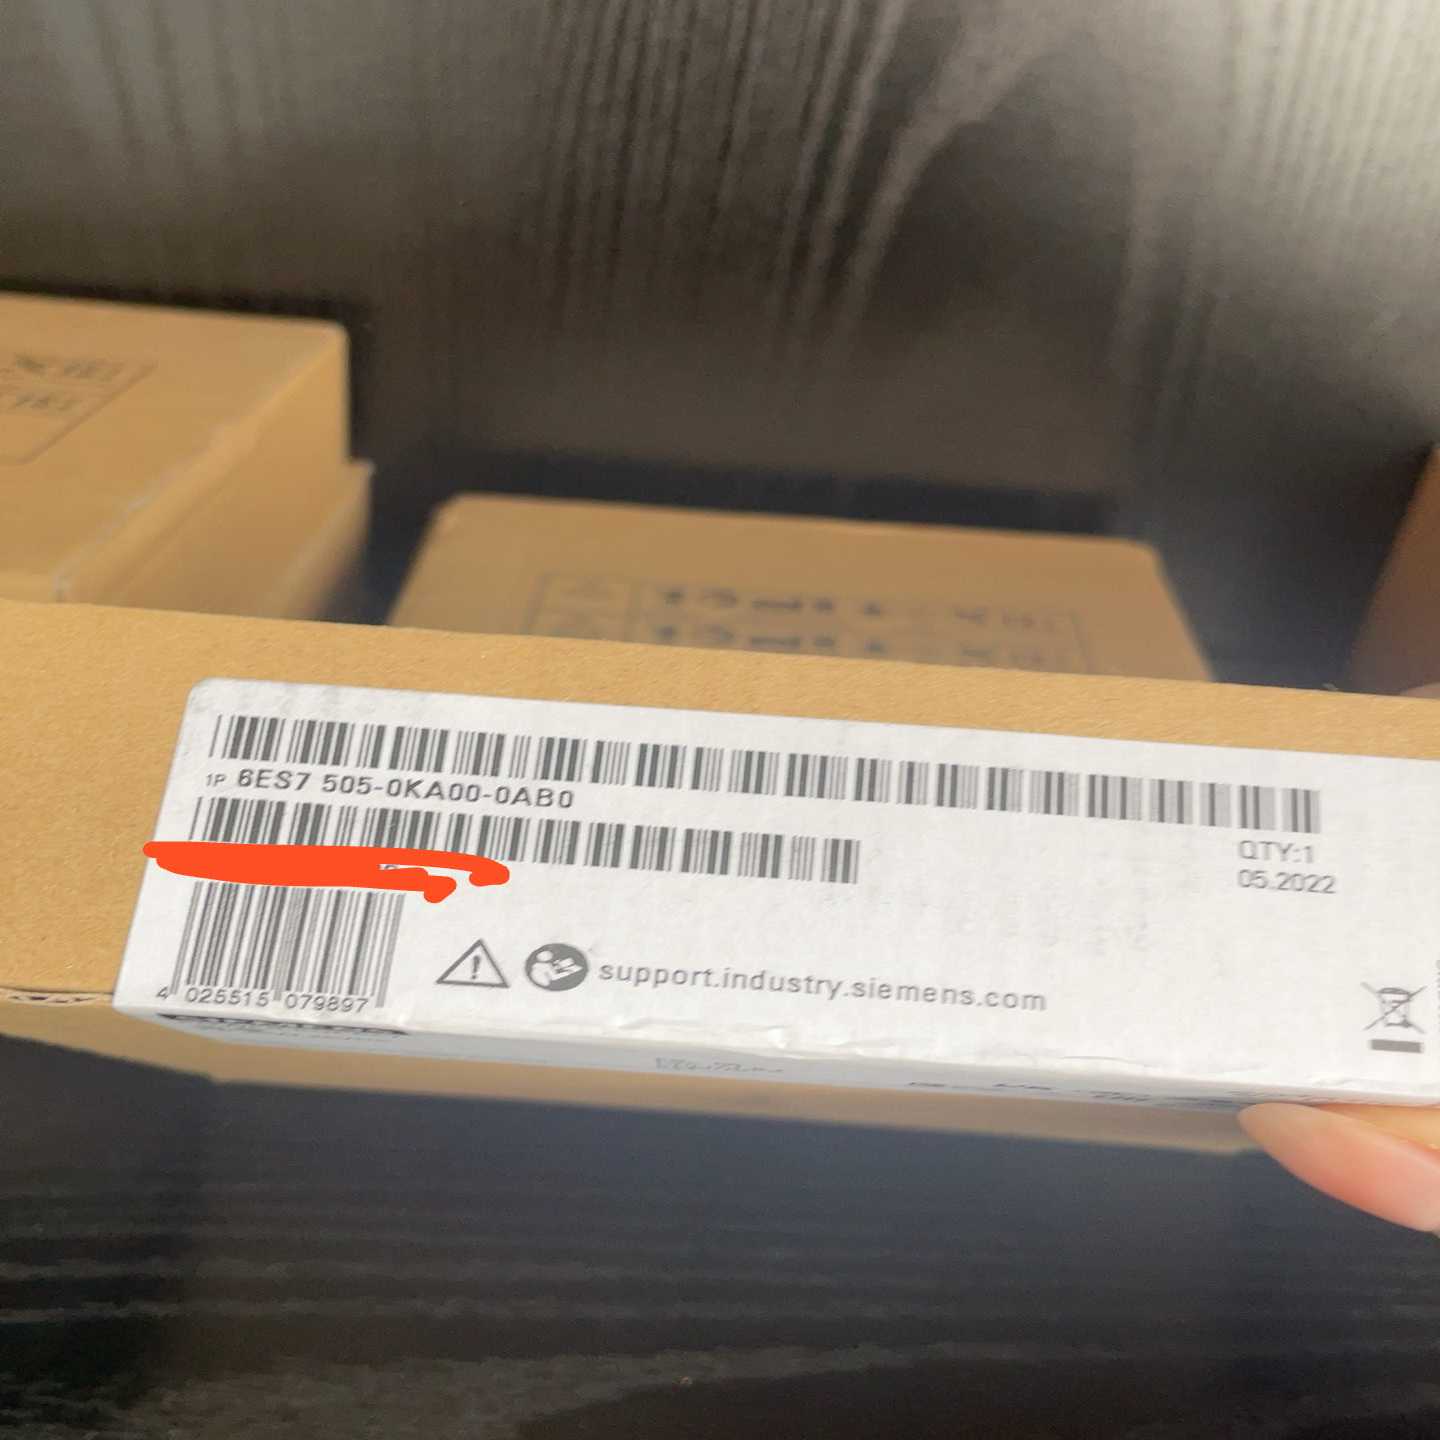 1P 6ES7 505-0KA00-0AB0
QTY:1
05.2022
4 025515 079897
support.industry.siemens.com